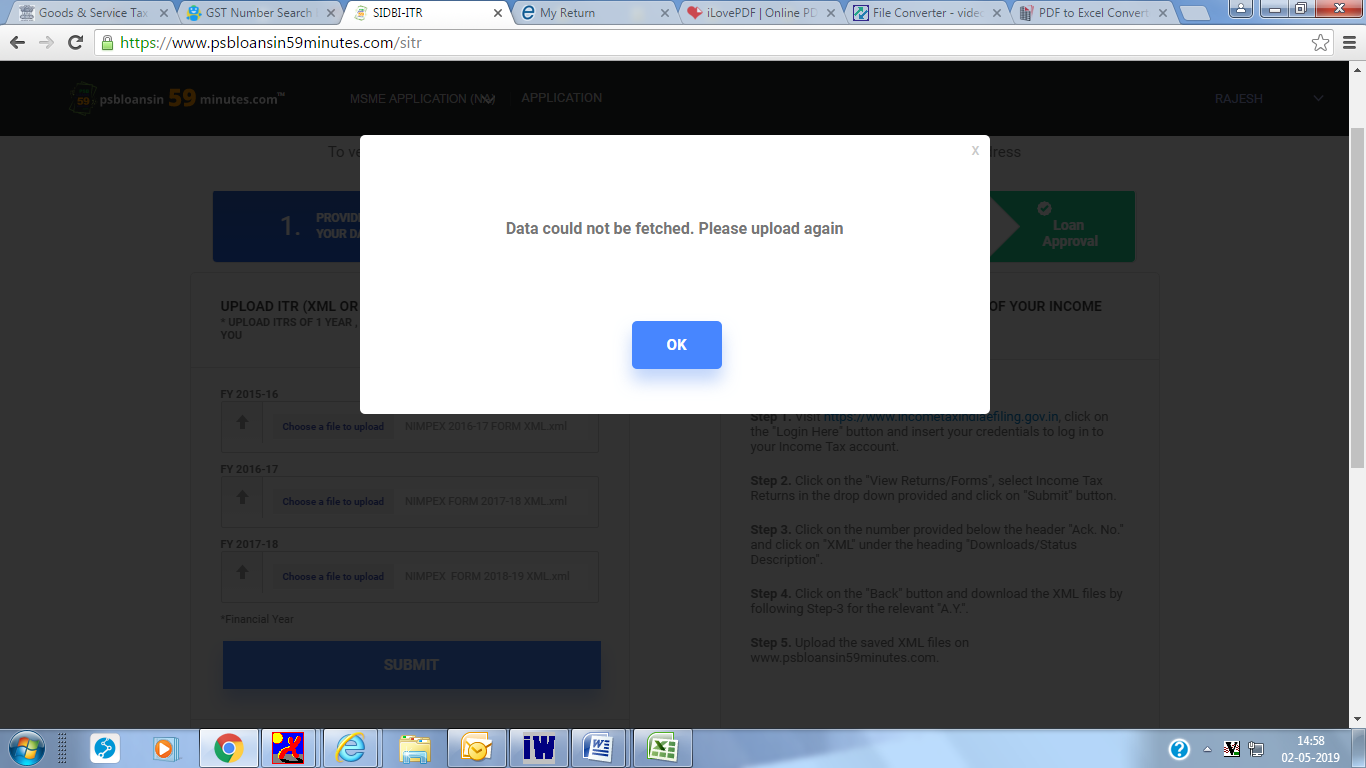 Goods & Service Tax
GST Number Search
SIDBI-ITR
My Return
iLovePDF | Online PD
File Converter - video
PDF to Excel Convert
https://www.psbloansin59minutes.com/sitr
psbloansin 59 minutes.com™
MSME APPLICATION
APPLICATION
RAJESH
To ve
dress
X
Data could not be fetched. Please upload again
OK
1.
PROVID
YOUR DA
Loan
Approval
UPLOAD ITR (XML OR
* UPLOAD ITRS OF 1 YEAR ,
YOU
OF YOUR INCOME
FY 2015-16
Choose a file to upload
NIMPEX 2016-17 FORM XML.xml
FY 2016-17
Choose a file to upload
NIMPEX FORM 2017-18 XML.xml
FY 2017-18
Choose a file to upload
NIMPEX FORM 2018-19 XML.xml
*Financial Year
SUBMIT
Step 1. Visit https://www.incometaxindiaefiling.gov.in, click on
the "Login Here" button and insert your credentials to log in to
your Income Tax account.
Step 2. Click on the "View Returns/Forms", select Income Tax
Returns in the drop down provided and click on "Submit" button.
Step 3. Click on the number provided below the header "Ack. No."
and click on "XML" under the heading "Downloads/Status
Description".
Step 4. Click on the "Back" button and download the XML files by
following Step-3 for the relevant "A.Y.".
Step 5. Upload the saved XML files on
www.psbloansin59minutes.com.
iW
14:58
02-05-2019